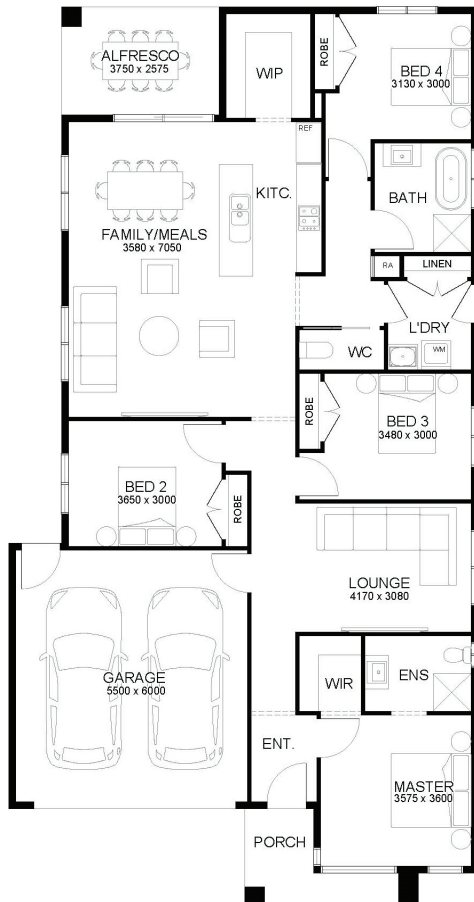 ALFRESCO
3750 x 2575
WIP
ROBE
BED 4
3130 x 3000
REF
KITC.
BATH
FAMILY/MEALS
3580 x 7050
RA
LINEN
L'DRY
WM
WC
ROBE
BED 3
3480 x 3000
BED 2
3650 x 3000
ROBE
LOUNGE
4170 x 3080
GARAGE
5500 x 6000
WIR
ENS
ENT.
MASTER
3575 x 3600
PORCH